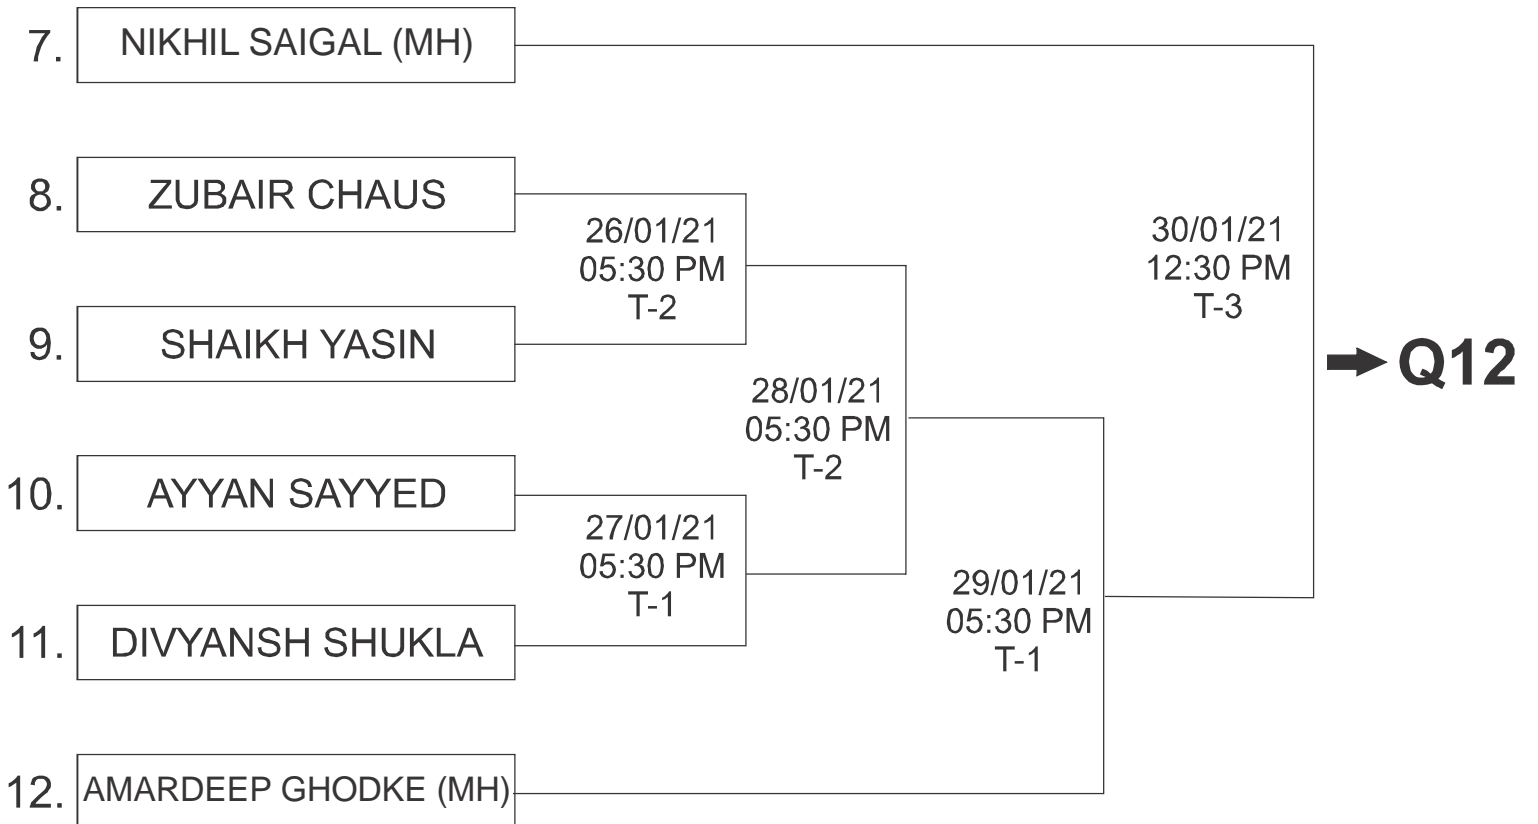 7. NIKHIL SAIGAL (MH)
8. ZUBAIR CHAUS
26/01/21
05:30 PM
T-2
30/01/21
12:30 PM
T-3
9. SHAIKH YASIN
Q12
28/01/21
05:30 PM
T-2
10. AYYAN SAYYED
27/01/21
05:30 PM
T-1
29/01/21
05:30 PM
T-1
11. DIVYANSH SHUKLA
12. AMARDEEP GHODKE (MH)